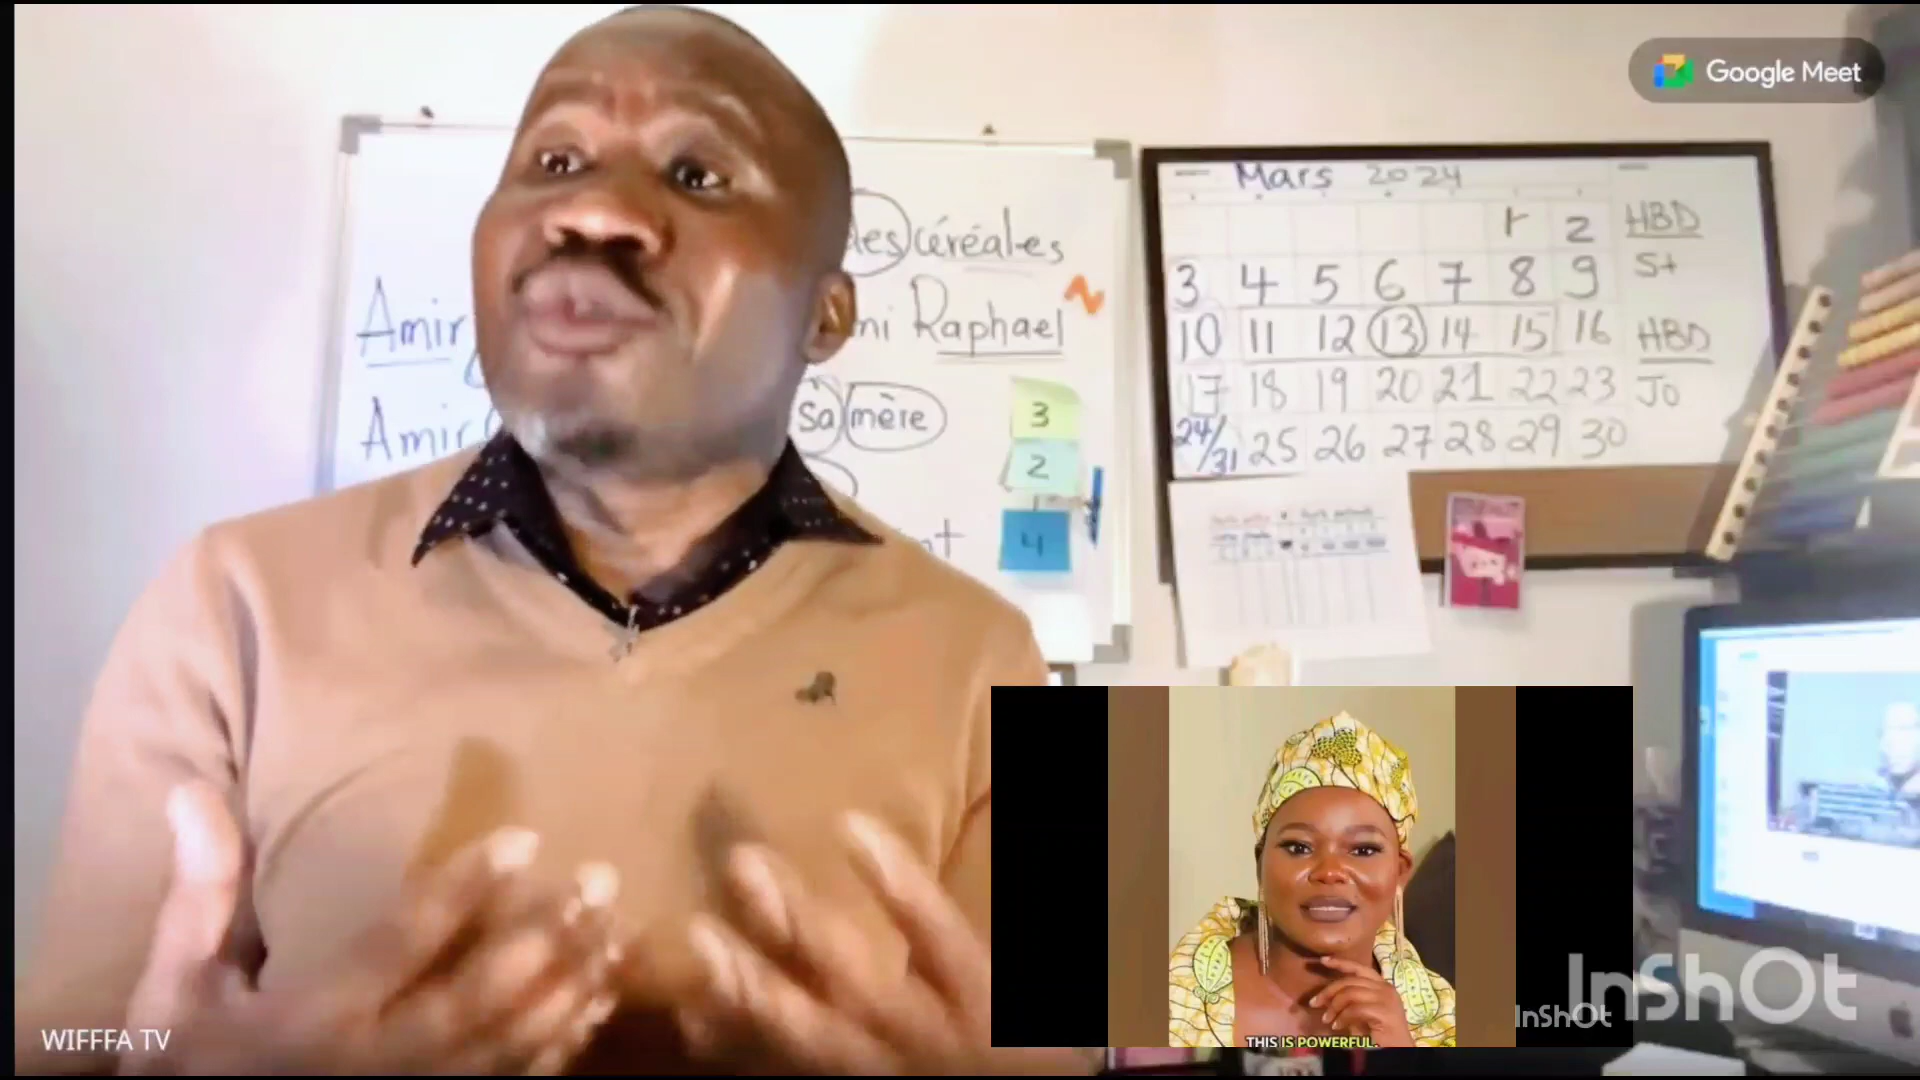 Google Meet
Mars 2024
1 2
3 4 5 6 7 8 9
10 11 12 13 14 15 16
17 18 19 20 21 22 23
24/31 25 26 27 28 29 30
HBD
St
HBD
Jo
céréales
Amir
Raphael
Amir
sa mère
3
2
4
InShOt
InShOt
THIS IS POWERFUL.
WIFFFA TV